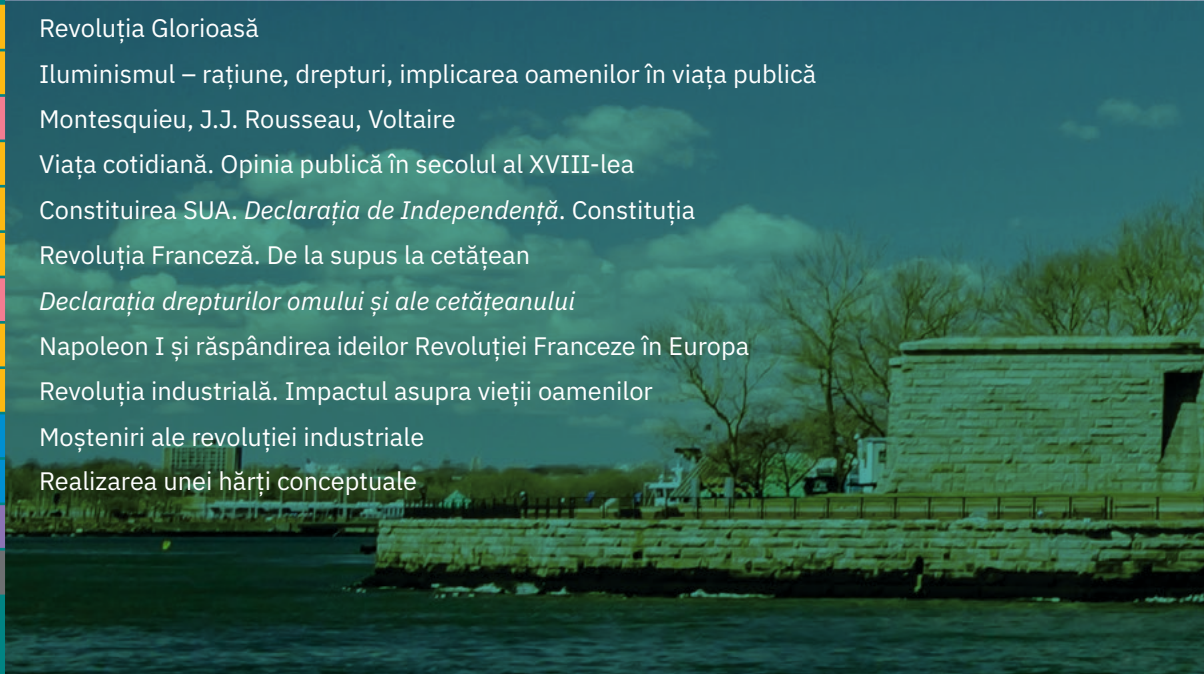 Revoluția Glorioasă
Iluminismul – rațiune, drepturi, implicarea oamenilor în viața publică
Montesquieu, J.J. Rousseau, Voltaire
Viața cotidiană. Opinia publică în secolul al XVIII-lea
Constituirea SUA. Declarația de Independență. Constituția
Revoluția Franceză. De la supus la cetățean
Declarația drepturilor omului și ale cetățeanului
Napoleon I și răspândirea ideilor Revoluției Franceze în Europa
Revoluția industrială. Impactul asupra vieții oamenilor
Moșteniri ale revoluției industriale
Realizarea unei hărți conceptuale